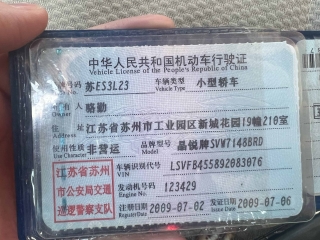 中华人民共和国机动车行驶证
Vehicle License of the People's Republic of China
号牌号码 苏ES3L23 车辆类型 小型轿车
Vehicle Type
所有人 骆勤
Owner
住址 江苏省苏州市工业园区新城花园19幢210室
Address
使用性质 非营运 品牌型号 晶锐牌SVW7148BRD
Use Character Model
江苏省苏州市公安局交通巡逻警察支队
车辆识别代号 LSVFB455892083076
VIN
发动机号码 123429
Engine No.
注册日期 2009-07-02 发证日期 2009-07-06
Register Date Issue Date